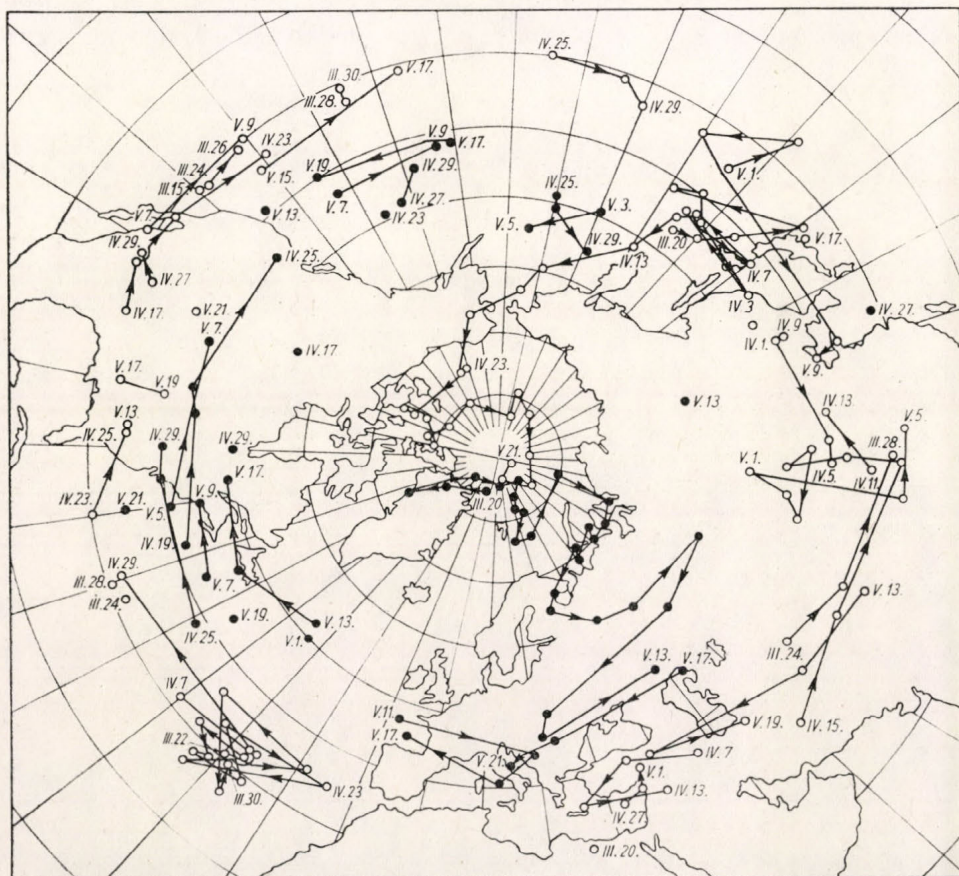 IV.25.
V.17.
III.30.
III.28.
IV.29.
V.9
III.26
IV.23.
III.24
V.15.
III.15
V.9
V.17.
IV.29.
V.19
V.7.
IV.27.
IV.23
V.13.
V.1.
IV.25.
V.3.
V.5.
IV.29.
IV.13
III.20
V.17.
IV.7
IV 3
V.7
IV.29.
IV.27
IV.17.
IV.25.
V.21.
V.7.
IV.17.
IV.27.
IV.9
IV.1.
V.9.
V.17.
V.19
IV.23.
V.13
IV.13
V.5
V.13
IV.25.
IV.29.
IV.29.
V.17.
V.21.
III.28.
V.1.
IV.5.
IV.11.
IV.23
V.21.
V.5.
V.9
III.20
IV.19.
IV.29.
III.28.
III.24.
V.7.
V.13.
IV.25.
V.19.
V.13.
V.1.
III.24.
IV.7
V.13.
V.17.
V.11.
V.17.
V.19.
IV.15.
III.22
V.21
IV.7
V.1.
III.30.
IV.23
IV.13.
IV.27.
III.20.